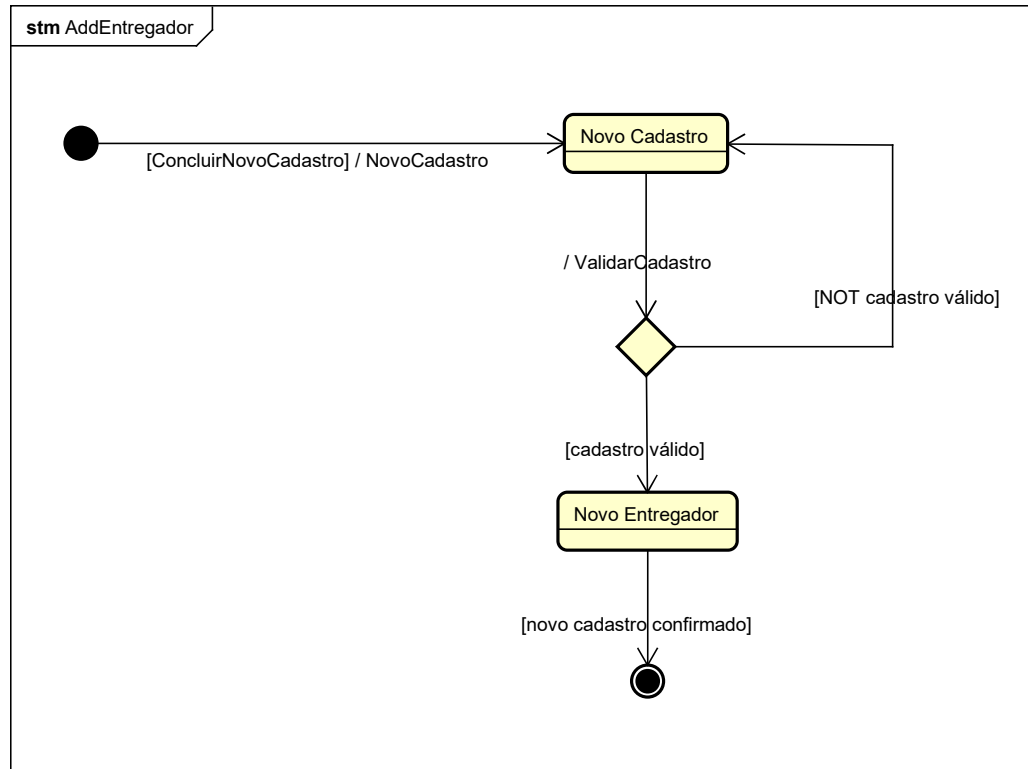 stm AddEntregador
Novo Cadastro
[ConcluirNovoCadastro] / NovoCadastro
/ ValidarCadastro
[NOT cadastro válido]
[cadastro válido]
Novo Entregador
[novo cadastro confirmado]